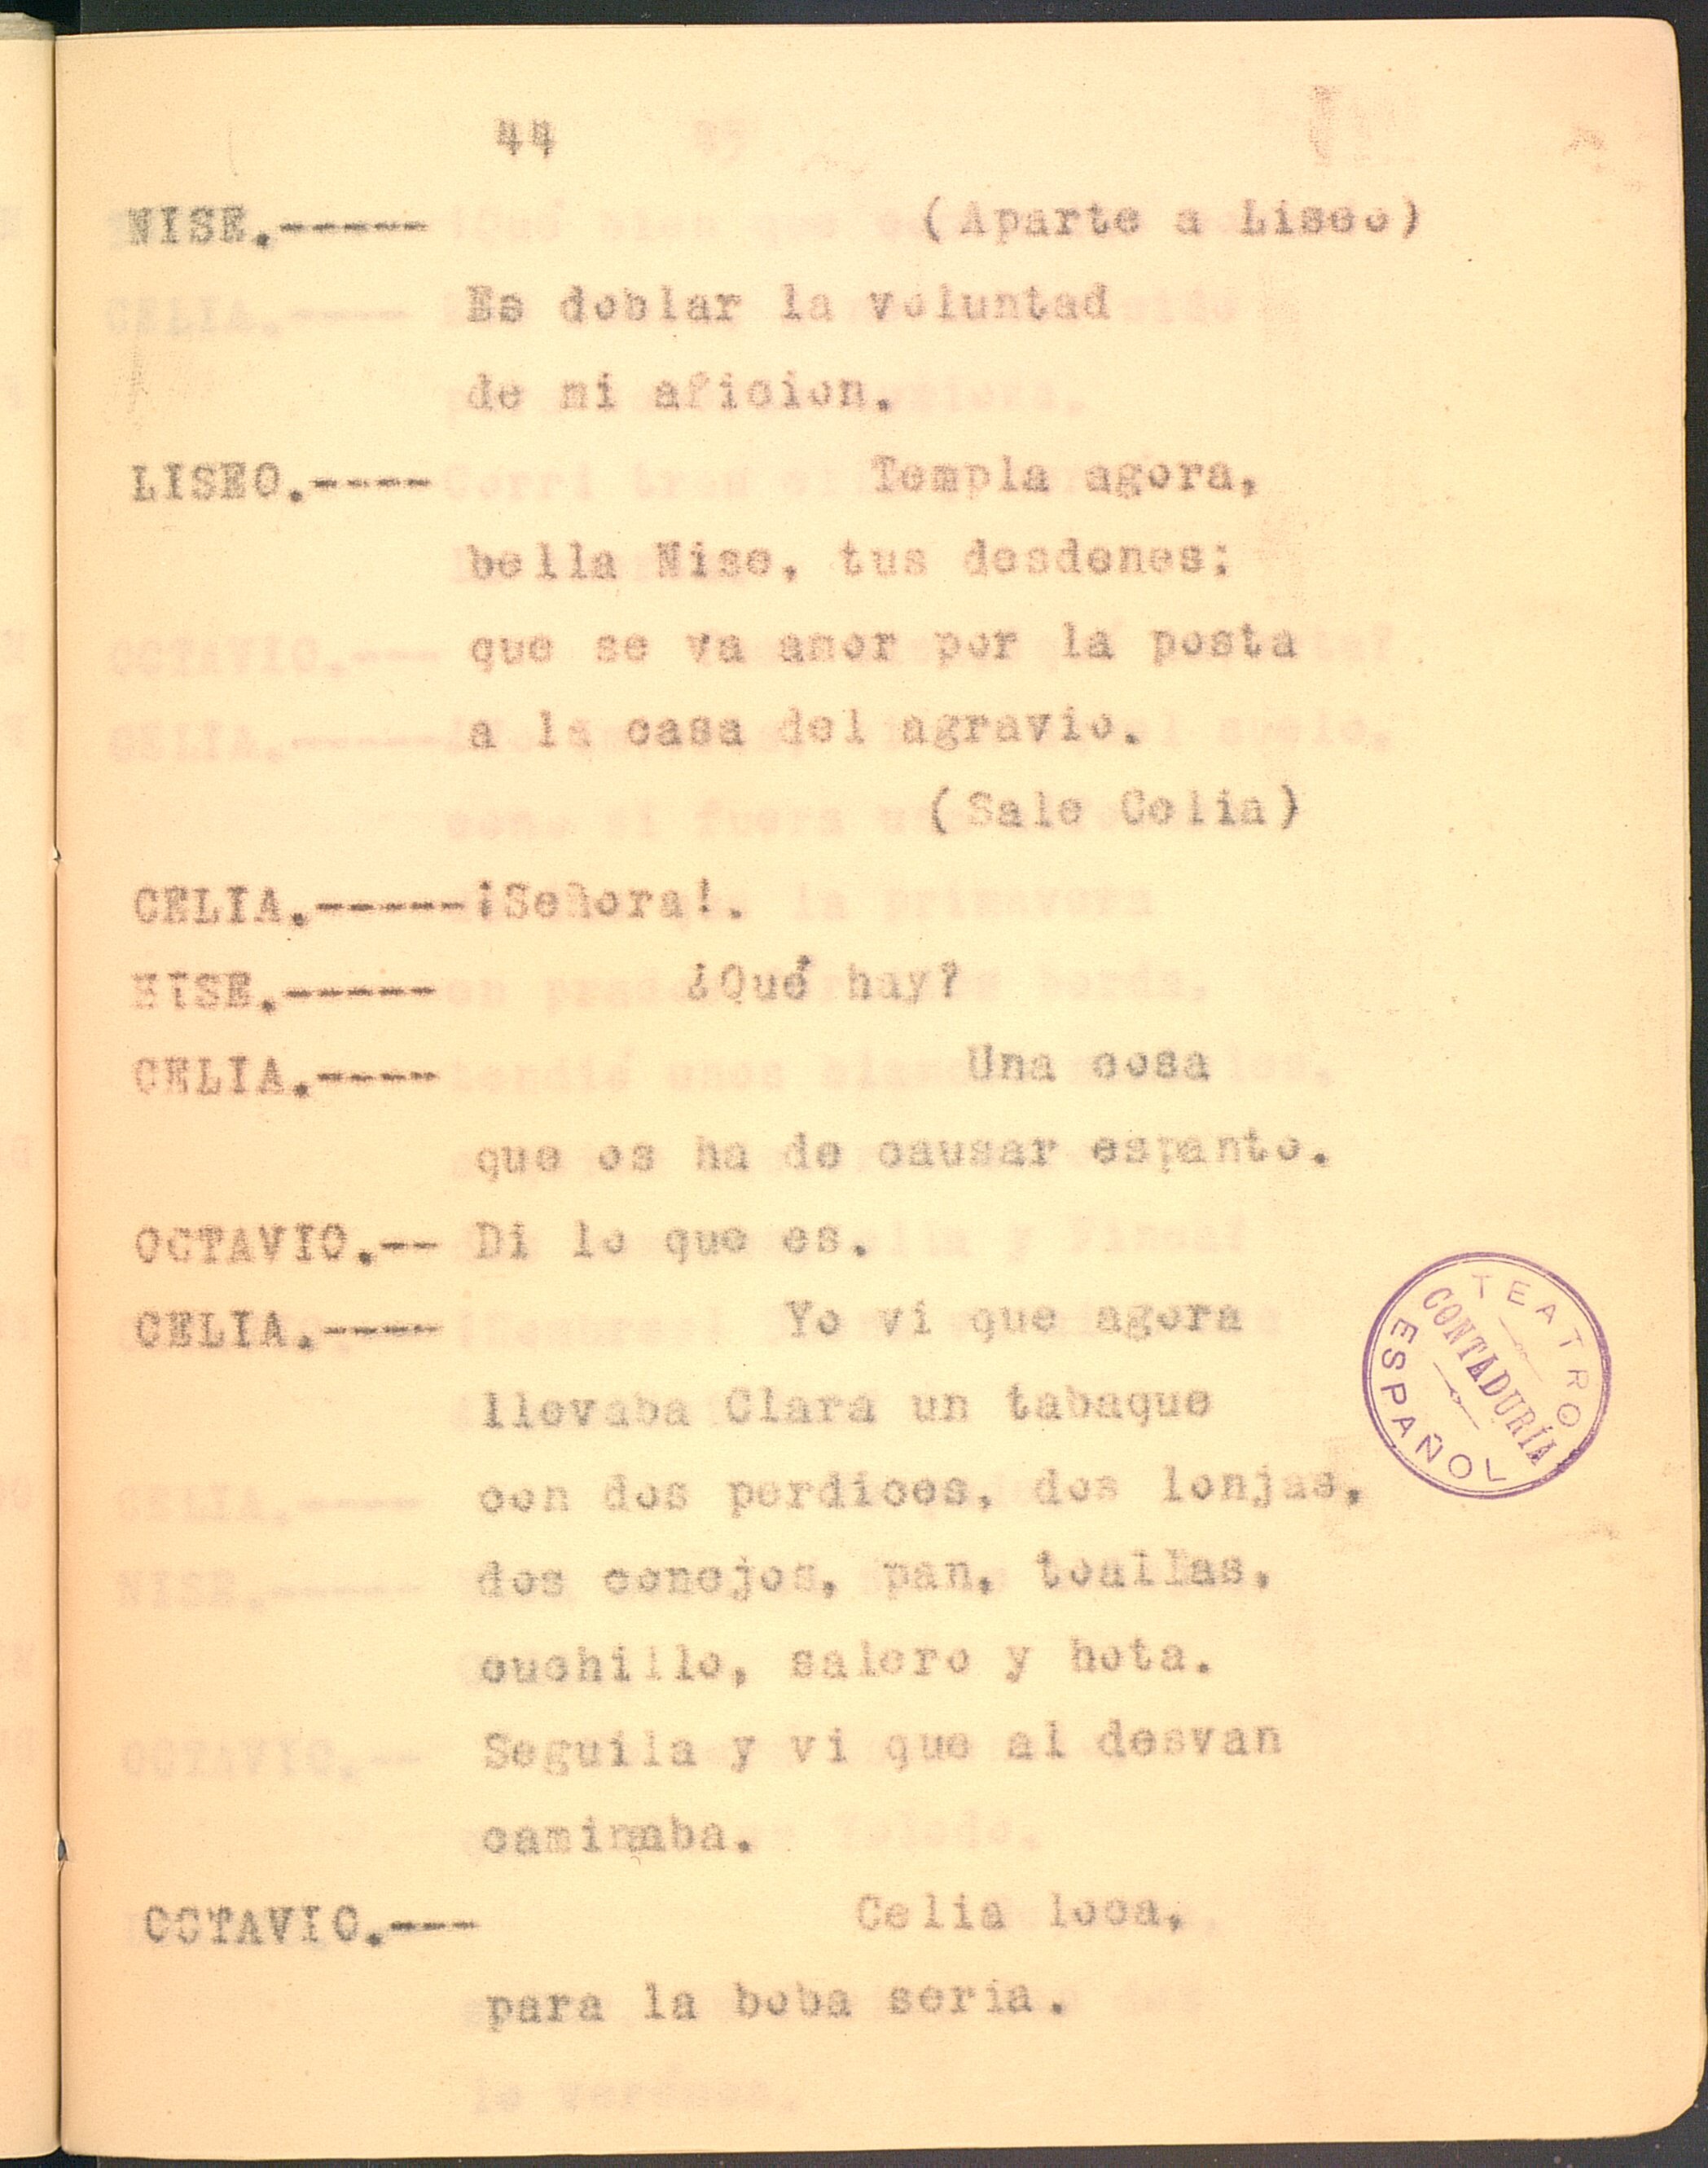 44
NISE.----- (Aparte a Liseo)
Es doblar la voluntad
de mi aficion.
LISEO.---- Templa agora,
bella Nise, tus desdenes;
que se va amor por la posta
a la casa del agravio.
(Sale Celia)
CELIA.-----¡Señora!.
NISE.----- ¿Qué hay?
CELIA.---- Una cosa
que os ha de causar espanto.
OCTAVIO.-- Di lo que es.
CELIA.---- Yo vi que agora
llevaba Clara un tabaque
con dos perdices, dos lonjas,
dos conejos, pan, toallas,
cuchillo, salero y bota.
Seguila y vi que al desvan
caminaba.
OCTAVIO.--- Celia loca,
para la boba seria.
TEATRO ESPAÑOL
CONTADURÍA